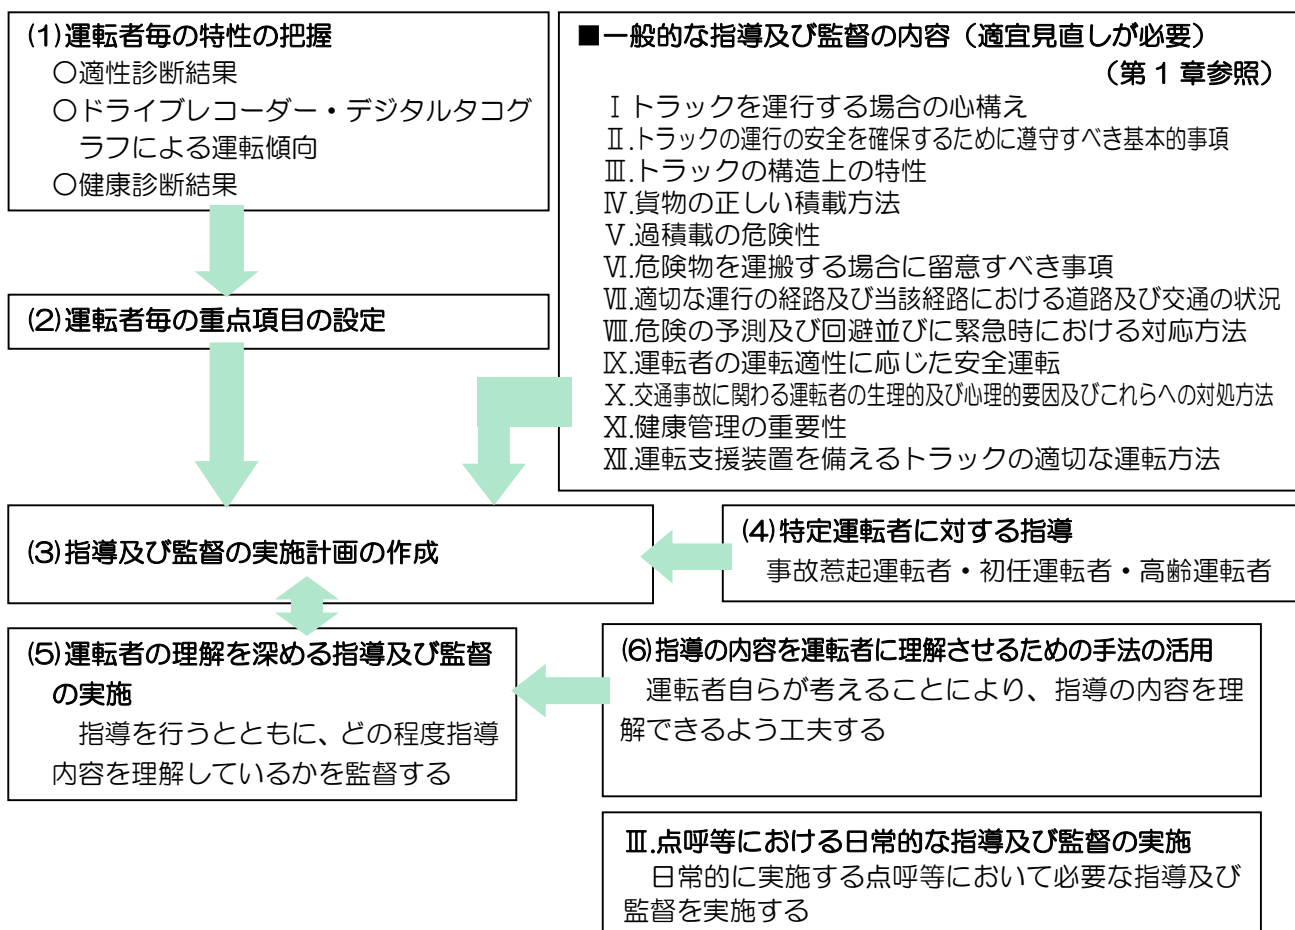 (1)運転者毎の特性の把握
〇適性診断結果
〇ドライブレコーダー・デジタルタコグ
ラフによる運転傾向
〇健康診断結果
(2)運転者毎の重点項目の設定
■一般的な指導及び監督の内容（適宜見直しが必要）
（第１章参照）
Ⅰトラックを運行する場合の心構え
Ⅱ.トラックの運行の安全を確保するために遵守すべき基本的事項
Ⅲ.トラックの構造上の特性
Ⅳ.貨物の正しい積載方法
Ⅴ.過積載の危険性
Ⅵ.危険物を運搬する場合に留意すべき事項
Ⅶ.適切な運行の経路及び当該経路における道路及び交通の状況
Ⅷ.危険の予測及び回避並びに緊急時における対応方法
Ⅸ.運転者の運転適性に応じた安全運転
Ⅹ.交通事故に関わる運転者の生理的及び心理的要因及びこれらへの対処方法
Ⅺ.健康管理の重要性
Ⅻ.運転支援装置を備えるトラックの適切な運転方法
(3)指導及び監督の実施計画の作成
(4)特定運転者に対する指導
事故惹起運転者・初任運転者・高齢運転者
(5)運転者の理解を深める指導及び監督
の実施
指導を行うとともに、どの程度指導
内容を理解しているかを監督する
(6)指導の内容を運転者に理解させるための手法の活用
運転者自らが考えることにより、指導の内容を理
解できるよう工夫する
Ⅲ.点呼等における日常的な指導及び監督の実施
日常的に実施する点呼等において必要な指導及び
監督を実施する